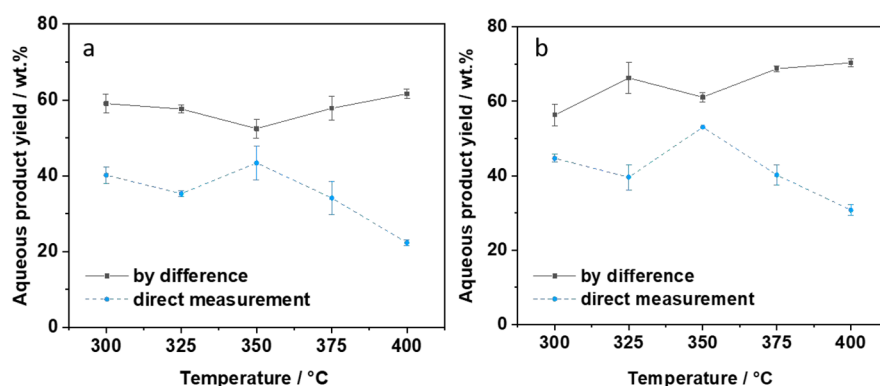 a
Aqueous product yield / wt.%
80
60
40
20
0
by difference
direct measurement
300 325 350 375 400
Temperature / °C
b
Aqueous product yield / wt.%
80
60
40
20
0
by difference
direct measurement
300 325 350 375 400
Temperature / °C